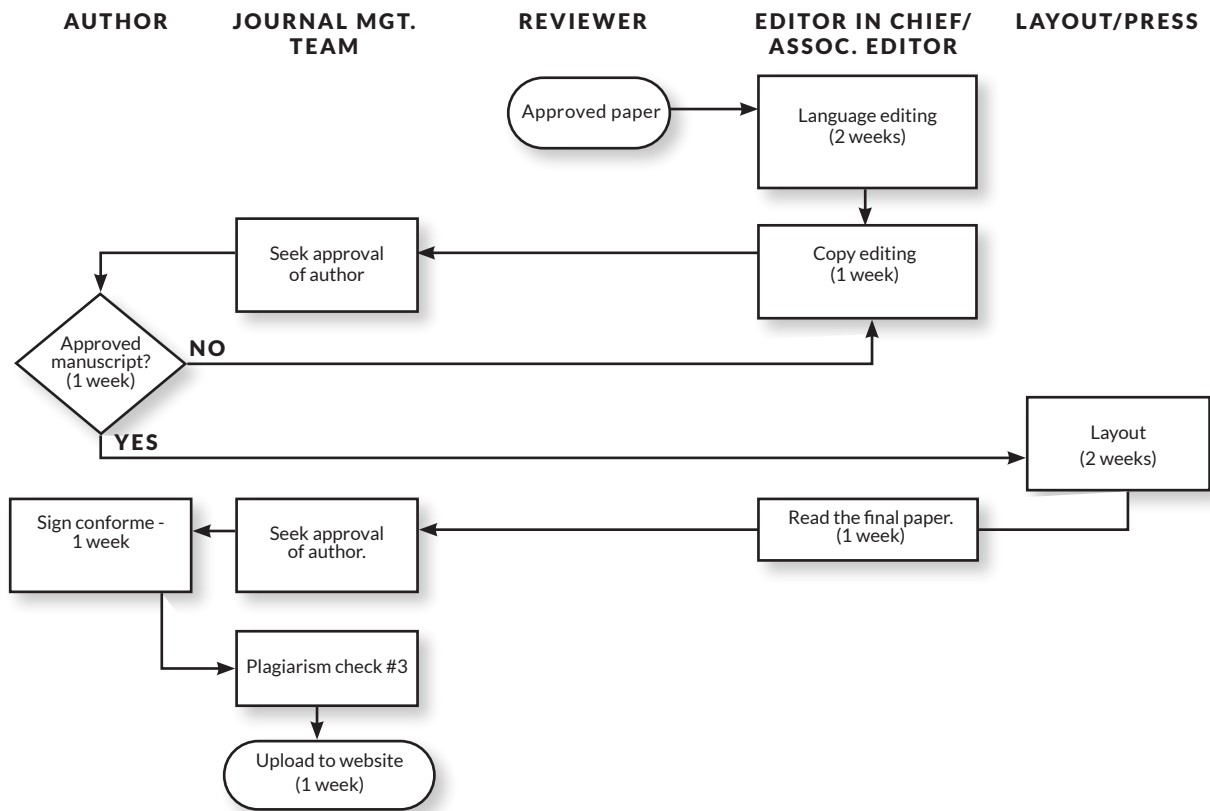 AUTHOR
JOURNAL MGT.
TEAM
REVIEWER
EDITOR IN CHIEF/
ASSOC. EDITOR
LAYOUT/PRESS
Approved paper
Language editing
(2 weeks)
Seek approval
of author
Copy editing
(1 week)
Approved
manuscript?
(1 week)
NO
YES
Layout
(2 weeks)
Sign conforme -
1 week
Seek approval
of author.
Read the final paper.
(1 week)
Plagiarism check #3
Upload to website
(1 week)